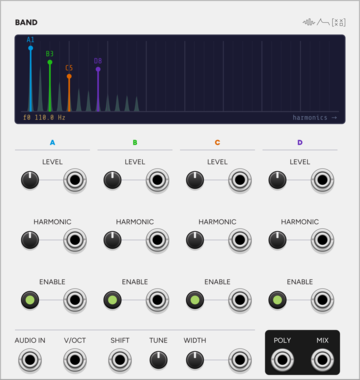 BAND
A1
B3
C5
D8
f0 110.0 Hz harmonics →
A B C D
LEVEL LEVEL LEVEL LEVEL
HARMONIC HARMONIC HARMONIC HARMONIC
ENABLE ENABLE ENABLE ENABLE
AUDIO IN V/OCT SHIFT TUNE WIDTH POLY MIX